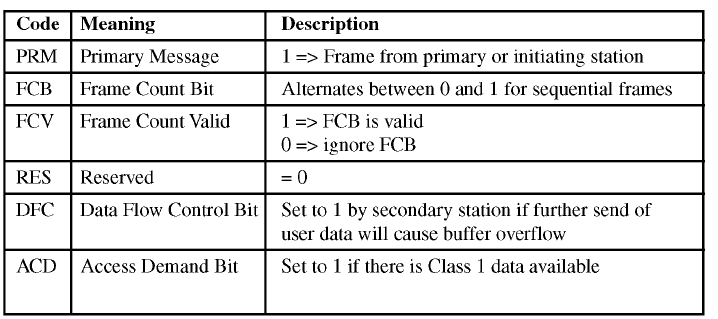 Code Meaning Description
PRM Primary Message 1 => Frame from primary or initiating station
FCB Frame Count Bit Alternates between 0 and 1 for sequential frames
FCV Frame Count Valid 1 => FCB is valid
0 => ignore FCB
RES Reserved = 0
DFC Data Flow Control Bit Set to 1 by secondary station if further send of
user data will cause buffer overflow
ACD Access Demand Bit Set to 1 if there is Class 1 data available